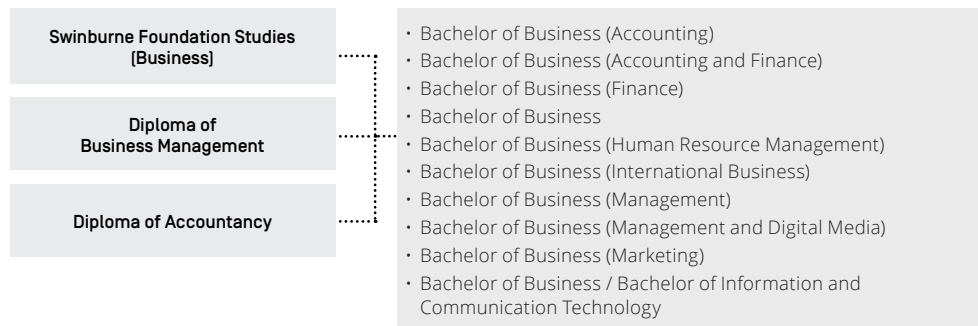 Swinburne Foundation Studies
(Business)
Diploma of
Business Management
Diploma of Accountancy
• Bachelor of Business (Accounting)
• Bachelor of Business (Accounting and Finance)
• Bachelor of Business (Finance)
• Bachelor of Business
• Bachelor of Business (Human Resource Management)
• Bachelor of Business (International Business)
• Bachelor of Business (Management)
• Bachelor of Business (Management and Digital Media)
• Bachelor of Business (Marketing)
• Bachelor of Business / Bachelor of Information and
Communication Technology